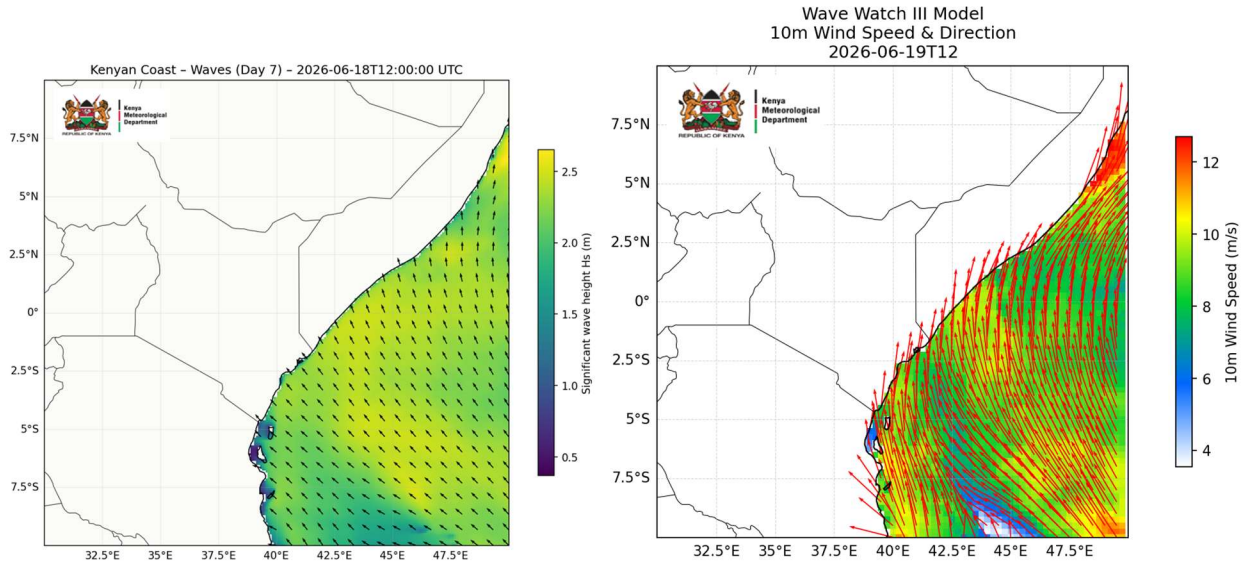 Kenyan Coast – Waves (Day 7) – 2026-06-18T12:00:00 UTC
Kenya
Meteorological
Department
REPUBLIC OF KENYA
7.5°N
5°N
2.5°N
0°
2.5°S
5°S
7.5°S
32.5°E
35°E
37.5°E
40°E
42.5°E
45°E
47.5°E
2.5
2.0
1.5
1.0
0.5
Significant wave height Hs (m)
Wave Watch III Model
10m Wind Speed & Direction
2026-06-19T12
Kenya
Meteorological
Department
REPUBLIC OF KENYA
7.5°N
5°N
2.5°N
0°
2.5°S
5°S
7.5°S
32.5°E
35°E
37.5°E
40°E
42.5°E
45°E
47.5°E
12
10
8
6
4
10m Wind Speed (m/s)